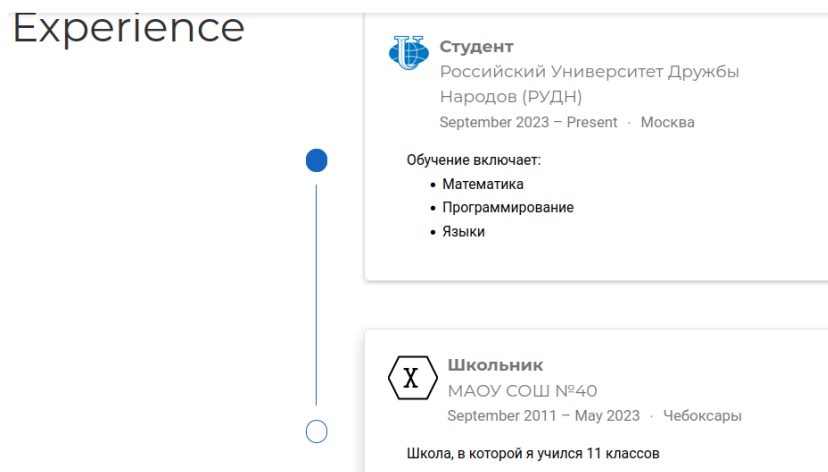 Experience
Студент
Российский Университет Дружбы
Народов (РУДН)
September 2023 – Present · Москва
Обучение включает:
• Математика
• Программирование
• Языки
X
Школьник
МАОУ СОШ №40
September 2011 – May 2023 · Чебоксары
Школа, в которой я учился 11 классов